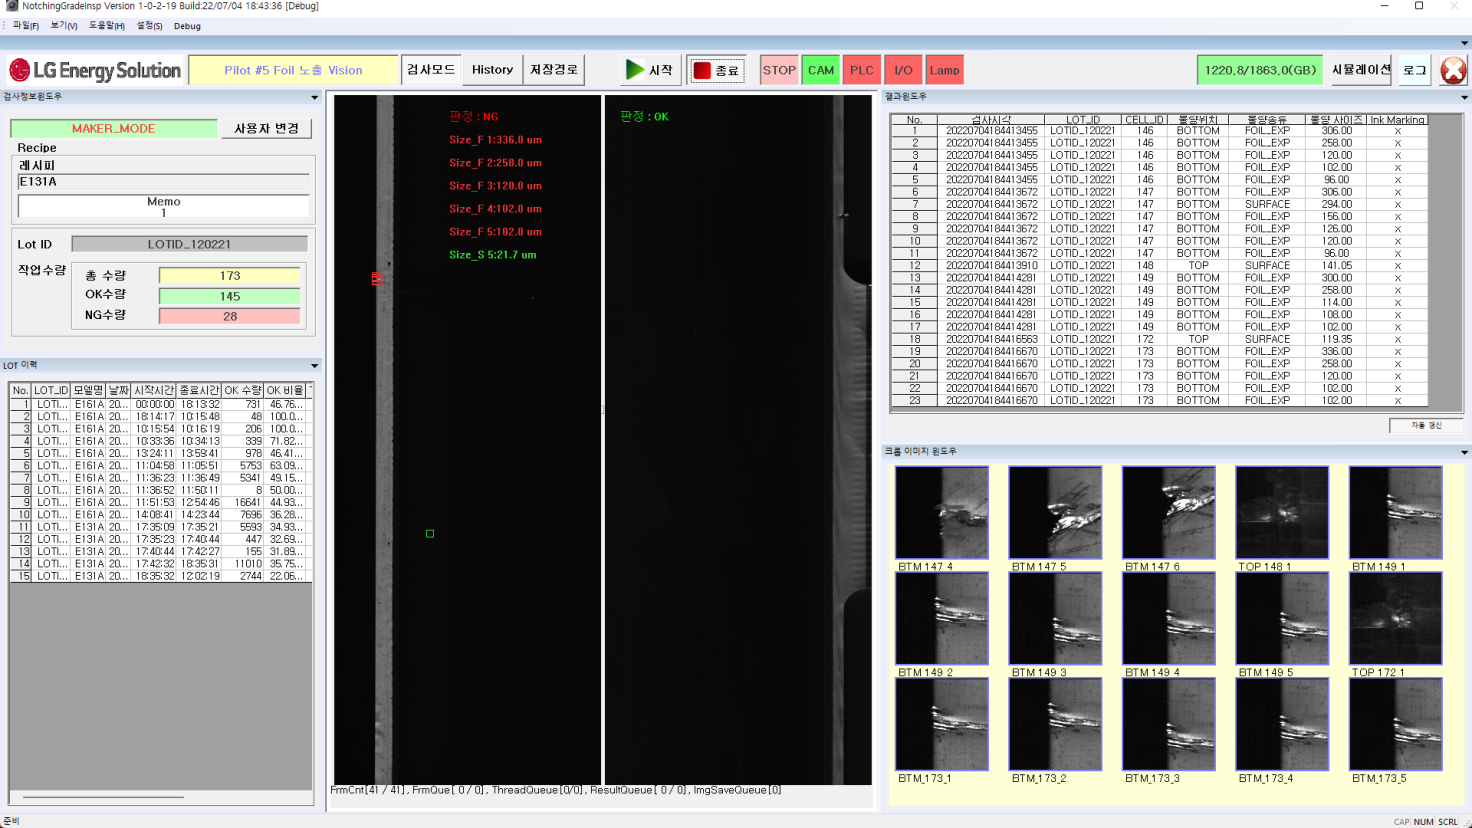 NotchingGradeInsp Version 1-0-2-19 Build:22/07/04 18:43:36 [Debug]
파일(F) 보기(V) 도움말(H) 설정(S) Debug
LG Energy Solution Pilot #5 Foil 노출 Vision 검사모드 History 저장경로 시작 종료 STOP CAM PLC I/O Lamp 1220.8/1863.0(GB) 시뮬레이션 로그
검사정보윈도우
MAKER_MODE 사용자 변경
Recipe
레시피
E131A
Memo
1
Lot ID LOTID_120221
작업수량
총 수량 173
OK수량 145
NG수량 28
LOT 이력
No. LOT_ID 모델명 날짜 시작시간 종료시간 OK 수량 OK 비율
1 LOTI... E161A 20... 00:00:00 18:13:32 731 46.76...
2 LOTI... E161A 20... 18:14:17 10:15:48 48 100.0...
3 LOTI... E161A 20... 10:15:54 10:16:19 206 100.0...
4 LOTI... E161A 20... 10:33:36 10:34:13 339 71.82...
5 LOTI... E161A 20... 13:24:11 13:59:41 978 46.41...
6 LOTI... E161A 20... 11:04:58 11:05:51 5753 63.09...
7 LOTI... E161A 20... 11:36:23 11:36:49 5341 49.15...
8 LOTI... E161A 20... 11:36:52 11:50:11 8 50.00...
9 LOTI... E161A 20... 11:51:53 12:54:46 16641 44.93...
10 LOTI... E161A 20... 14:08:41 14:23:44 7696 36.28...
11 LOTI... E131A 20... 17:35:09 17:35:21 5593 34.93...
12 LOTI... E131A 20... 17:35:23 17:40:44 447 32.69...
13 LOTI... E131A 20... 17:40:44 17:42:27 155 31.89...
14 LOTI... E131A 20... 17:42:32 18:35:31 11010 35.75...
15 LOTI... E131A 20... 18:35:32 12:02:19 2744 22.06...
판정 : NG
Size_F 1:336.0 um
Size_F 2:258.0 um
Size_F 3:120.0 um
Size_F 4:102.0 um
Size_F 5:102.0 um
Size_S 5:21.7 um
판정 : OK
FrmCnt[41 / 41], FrmQue[ 0 / 0], ThreadQueue[0/0], ResultQueue[ 0 / 0], ImgSaveQueue[0]
결과윈도우
No. 검사시각 LOT_ID CELL_ID 불량위치 불량종류 불량 사이즈 Ink Marking
1 20220704184413455 LOTID_120221 146 BOTTOM FOIL_EXP 306.00 X
2 20220704184413455 LOTID_120221 146 BOTTOM FOIL_EXP 258.00 X
3 20220704184413455 LOTID_120221 146 BOTTOM FOIL_EXP 120.00 X
4 20220704184413455 LOTID_120221 146 BOTTOM FOIL_EXP 102.00 X
5 20220704184413455 LOTID_120221 146 BOTTOM FOIL_EXP 96.00 X
6 20220704184413672 LOTID_120221 147 BOTTOM FOIL_EXP 306.00 X
7 20220704184413672 LOTID_120221 147 BOTTOM SURFACE 294.00 X
8 20220704184413672 LOTID_120221 147 BOTTOM FOIL_EXP 156.00 X
9 20220704184413672 LOTID_120221 147 BOTTOM FOIL_EXP 126.00 X
10 20220704184413672 LOTID_120221 147 BOTTOM FOIL_EXP 120.00 X
11 20220704184413672 LOTID_120221 147 BOTTOM FOIL_EXP 96.00 X
12 20220704184413910 LOTID_120221 148 TOP SURFACE 141.05 X
13 20220704184414281 LOTID_120221 149 BOTTOM FOIL_EXP 300.00 X
14 20220704184414281 LOTID_120221 149 BOTTOM FOIL_EXP 258.00 X
15 20220704184414281 LOTID_120221 149 BOTTOM FOIL_EXP 114.00 X
16 20220704184414281 LOTID_120221 149 BOTTOM FOIL_EXP 108.00 X
17 20220704184414281 LOTID_120221 149 BOTTOM FOIL_EXP 102.00 X
18 20220704184416563 LOTID_120221 172 TOP SURFACE 119.35 X
19 20220704184416670 LOTID_120221 173 BOTTOM FOIL_EXP 336.00 X
20 20220704184416670 LOTID_120221 173 BOTTOM FOIL_EXP 258.00 X
21 20220704184416670 LOTID_120221 173 BOTTOM FOIL_EXP 120.00 X
22 20220704184416670 LOTID_120221 173 BOTTOM FOIL_EXP 102.00 X
23 20220704184416670 LOTID_120221 173 BOTTOM FOIL_EXP 102.00 X
자동 갱신
크롭 이미지 윈도우
BTM 147 4 BTM 147 5 BTM 147 6 TOP 148 1 BTM 149 1
BTM 149 2 BTM 149 3 BTM 149 4 BTM 149 5 TOP 172 1
BTM_173_1 BTM_173_2 BTM_173_3 BTM_173_4 BTM_173_5
준비 CAP NUM SCRL